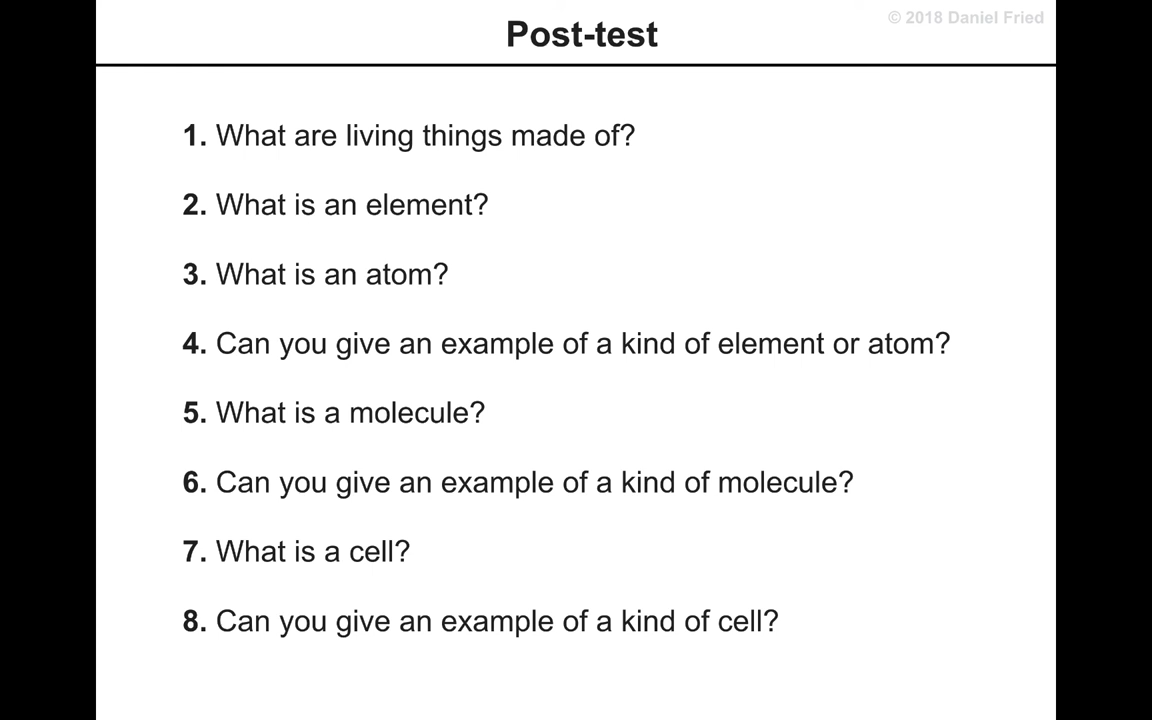 © 2018 Daniel Fried
Post-test
1. What are living things made of?
2. What is an element?
3. What is an atom?
4. Can you give an example of a kind of element or atom?
5. What is a molecule?
6. Can you give an example of a kind of molecule?
7. What is a cell?
8. Can you give an example of a kind of cell?